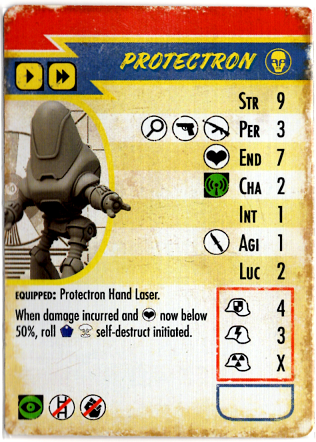 PROTECTRON
STR 9
PER 3
END 7
CHA 2
INT 1
AGI 1
LUC 2
EQUIPPED: Protectron Hand Laser.
When damage incurred and now below
50%, roll self-destruct initiated.
4
3
X